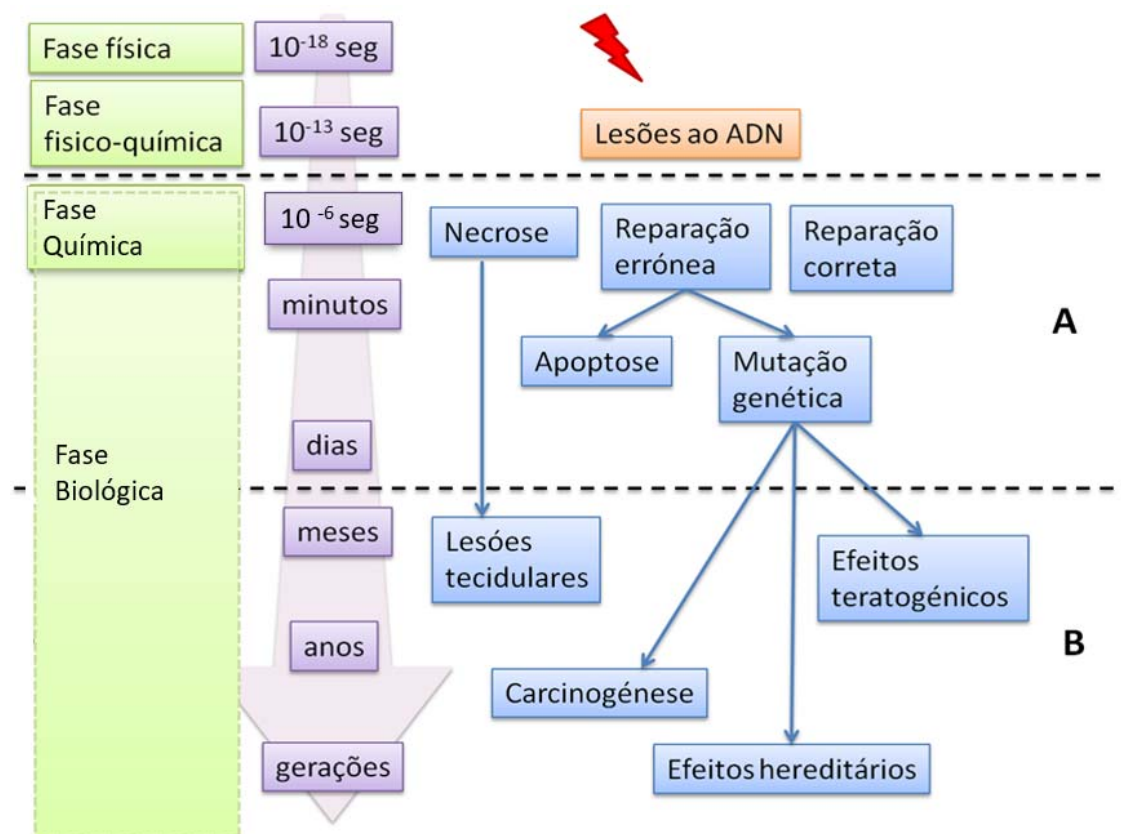 Fase física
10⁻¹⁸ seg
Fase
fisico-química
10⁻¹³ seg
Lesões ao ADN
Fase
Química
10 ⁻⁶ seg
Necrose
Reparação
errónea
Reparação
correta
minutos
A
Apoptose
Mutação
genética
dias
Fase
Biológica
meses
Lesóes
tecidulares
Efeitos
teratogénicos
anos
B
Carcinogénese
gerações
Efeitos hereditários